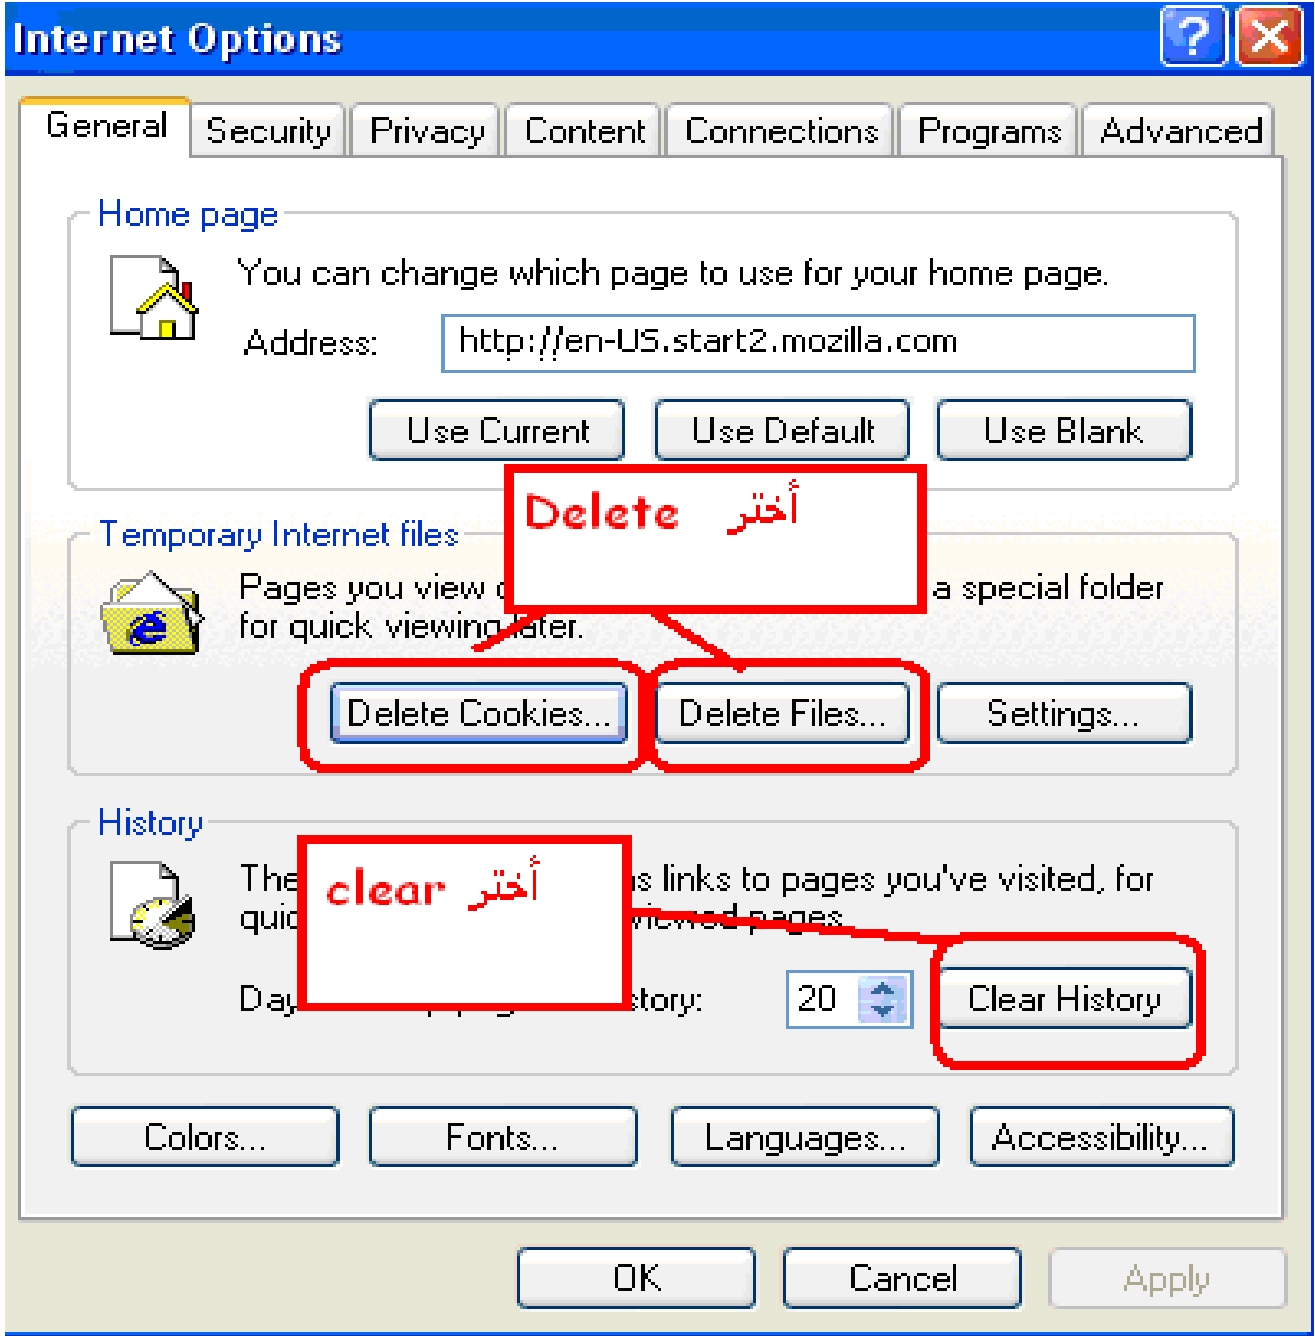 Internet Options
General Security Privacy Content Connections Programs Advanced
Home page
You can change which page to use for your home page.
Address: http://en-US.start2.mozilla.com
Use Current Use Default Use Blank
أختر Delete
Temporary Internet files
Pages you view a special folder
for quick viewing later.
Delete Cookies... Delete Files... Settings...
History
أختر clear
The links to pages you've visited, for
viewed pages.
20 Clear History
Colors... Fonts... Languages... Accessibility...
OK Cancel Apply